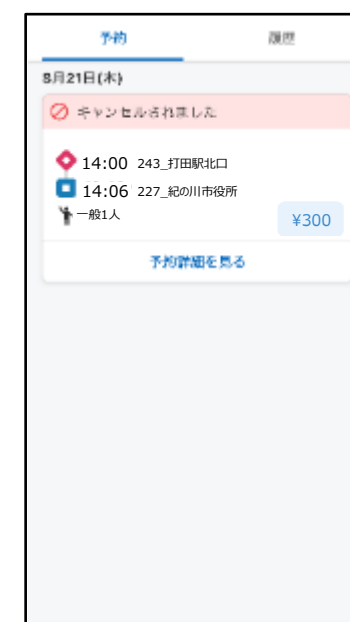 予約
履歴
8月21日(木)
キャンセルされました
14:00 243_打田駅北口
14:06 227_紀の川市役所
一般1人
¥300
予約詳細を見る